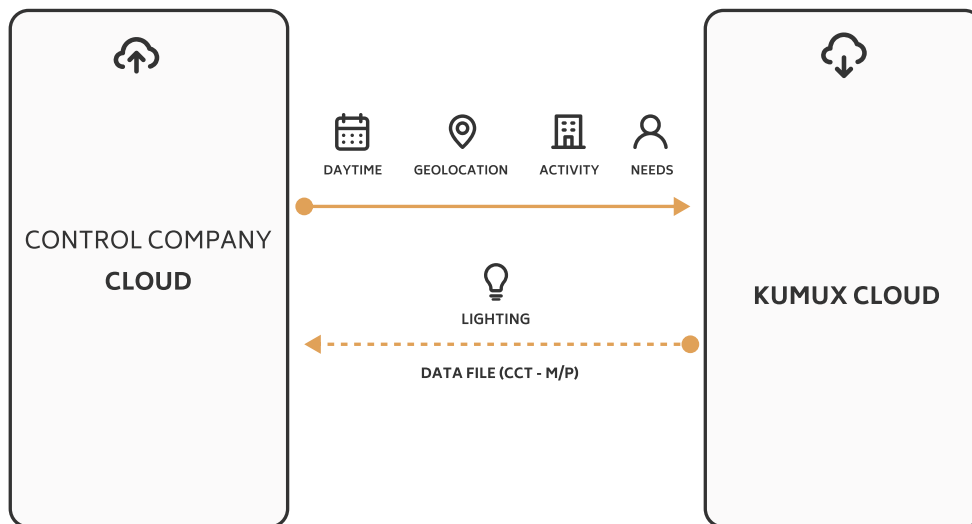 DAYTIME
GEOLOCATION
ACTIVITY
NEEDS
CONTROL COMPANY
CLOUD
KUMUX CLOUD
LIGHTING
DATA FILE (CCT - M/P)